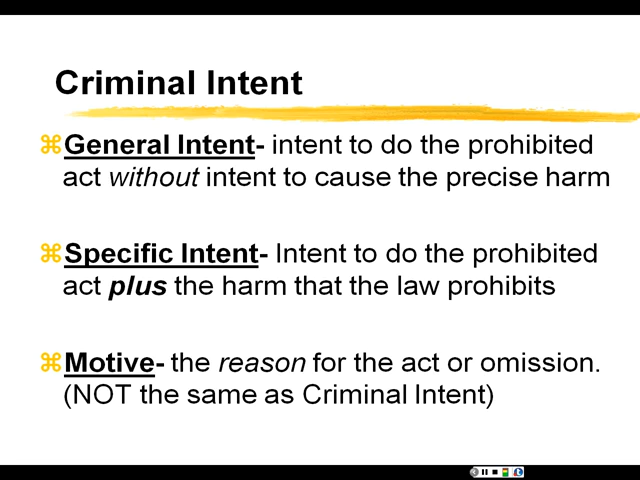 Criminal Intent
General Intent- intent to do the prohibited
act without intent to cause the precise harm
Specific Intent- Intent to do the prohibited
act plus the harm that the law prohibits
Motive- the reason for the act or omission.
(NOT the same as Criminal Intent)